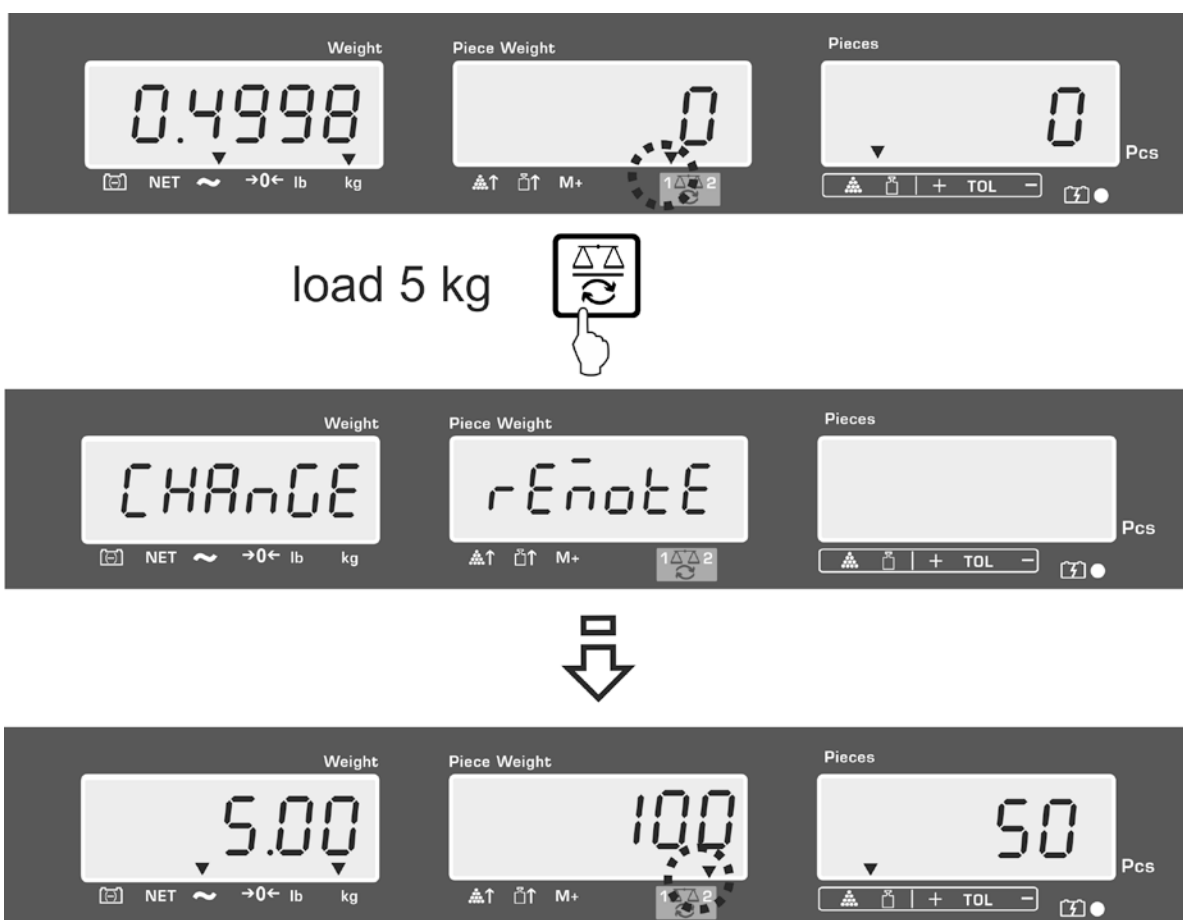 Weight Piece Weight Pieces
0.4998 0 0
Pcs
NET lb kg M+ 1 2 + TOL −
load 5 kg
Weight Piece Weight Pieces
CHAnGE rEmotE
Pcs
NET →0← lb kg M+ 1 2 + TOL −
Weight Piece Weight Pieces
5.00 10.0 50
Pcs
NET →0← lb kg M+ 1 2 + TOL −